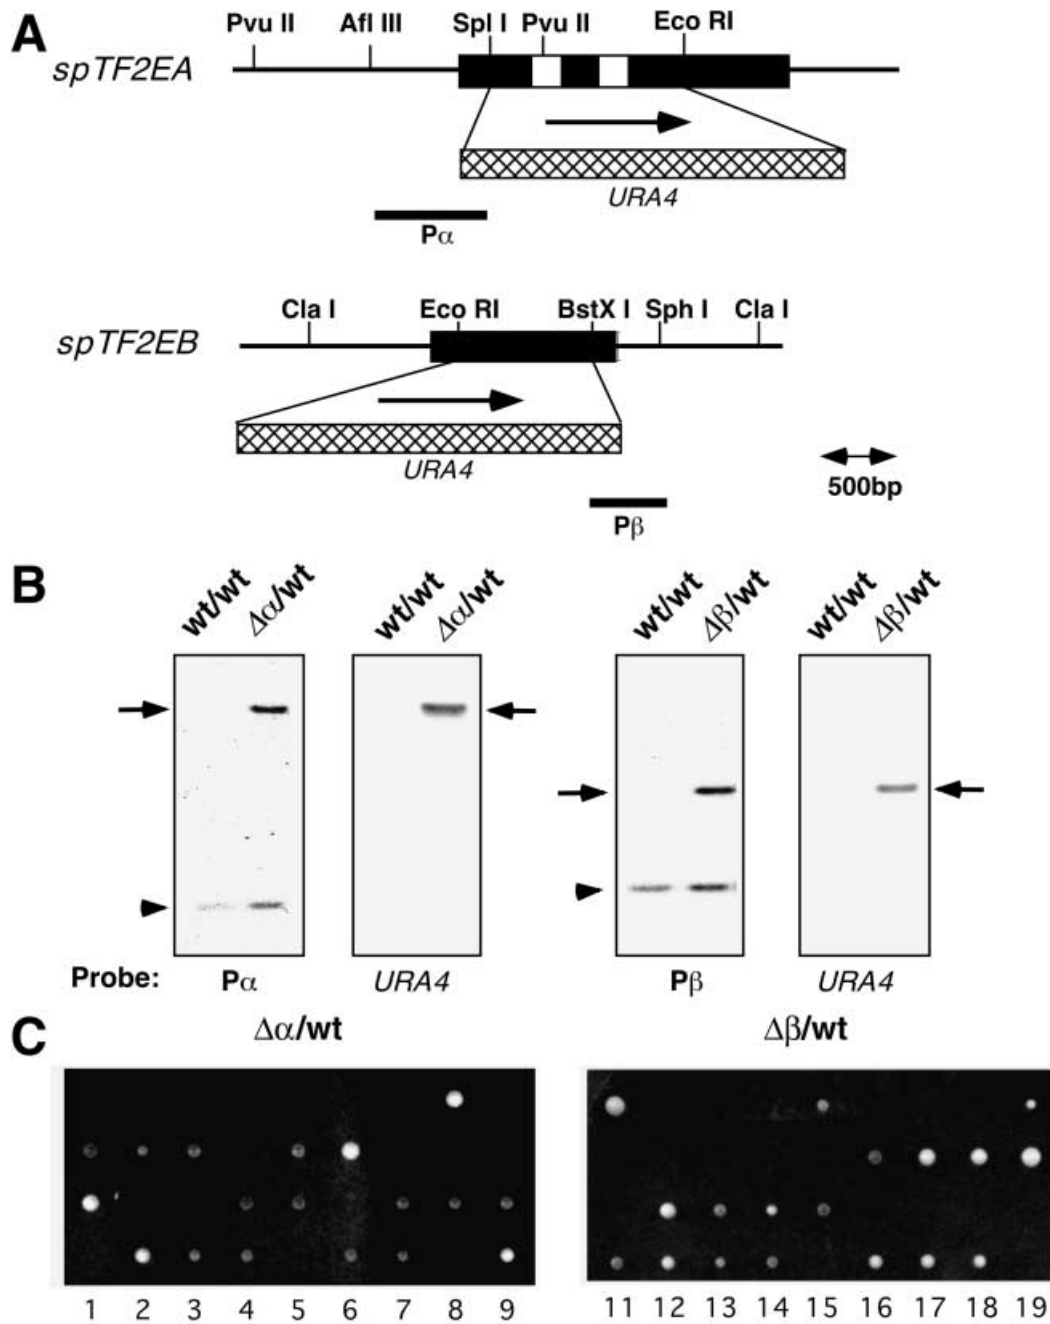 A
Pvu II Afl III Spl I Pvu II Eco RI
spTF2EA
URA4
Pα
Cla I Eco RI BstX I Sph I Cla I
spTF2EB
URA4
500bp
Pβ
B
wt/wt Δα/wt wt/wt Δα/wt wt/wt Δβ/wt wt/wt Δβ/wt
Probe: Pα URA4 Pβ URA4
C
Δα/wt Δβ/wt
1 2 3 4 5 6 7 8 9 11 12 13 14 15 16 17 18 19